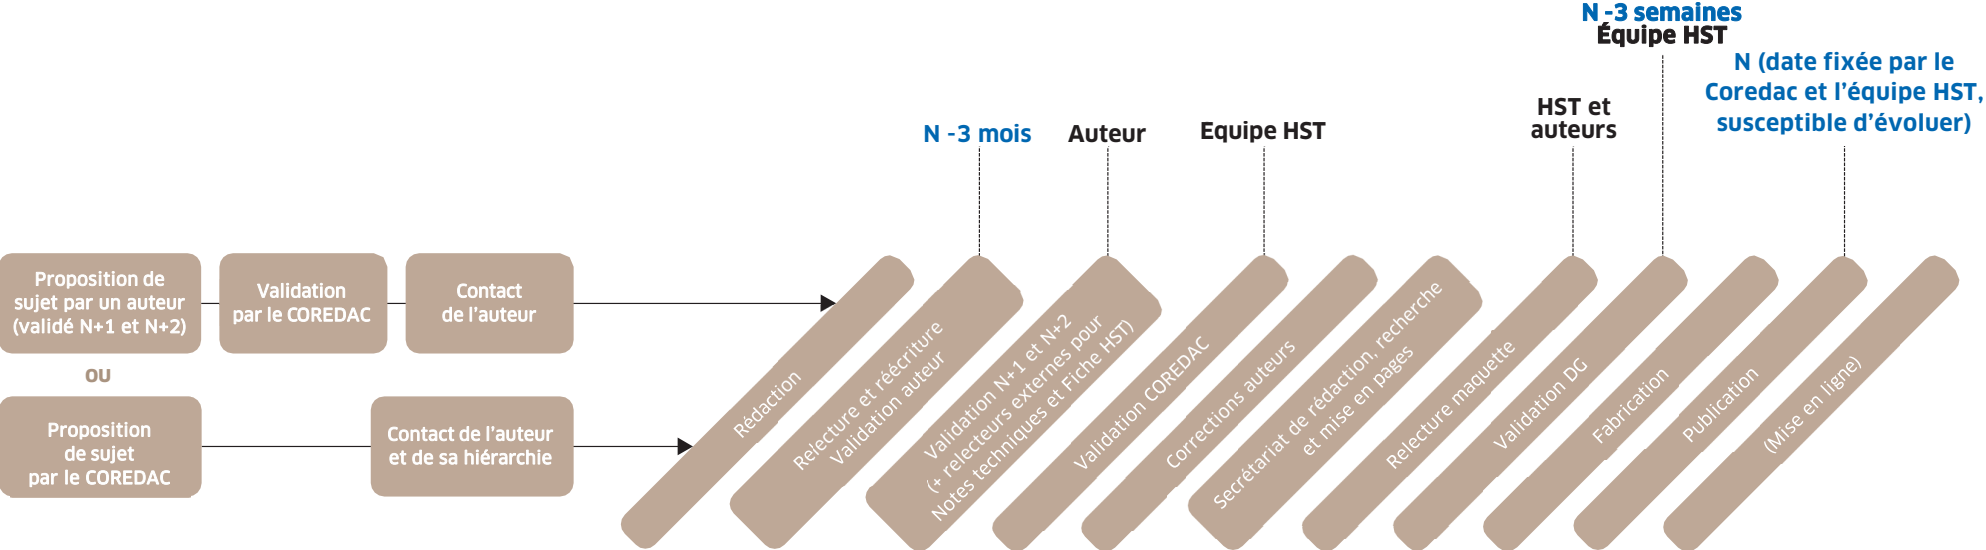 N -3 semaines
Équipe HST
N (date fixée par le
Coredac et l'équipe HST,
susceptible d'évoluer)
HST et
auteurs
N -3 mois
Auteur
Equipe HST
Proposition de
sujet par un auteur
(validé N+1 et N+2)
Validation
par le COREDAC
Contact
de l'auteur
OU
Proposition
de sujet
par le COREDAC
Contact de l'auteur
et de sa hiérarchie
Rédaction
Relecture et réécriture
Validation auteur
Validation N+1 et N+2
(+ relecteurs externes pour
Notes techniques et Fiche HST)
Validation COREDAC
Corrections auteurs
Secrétariat de rédaction, recherche
et mise en pages
Relecture maquette
Validation DG
Fabrication
Publication
(Mise en ligne)